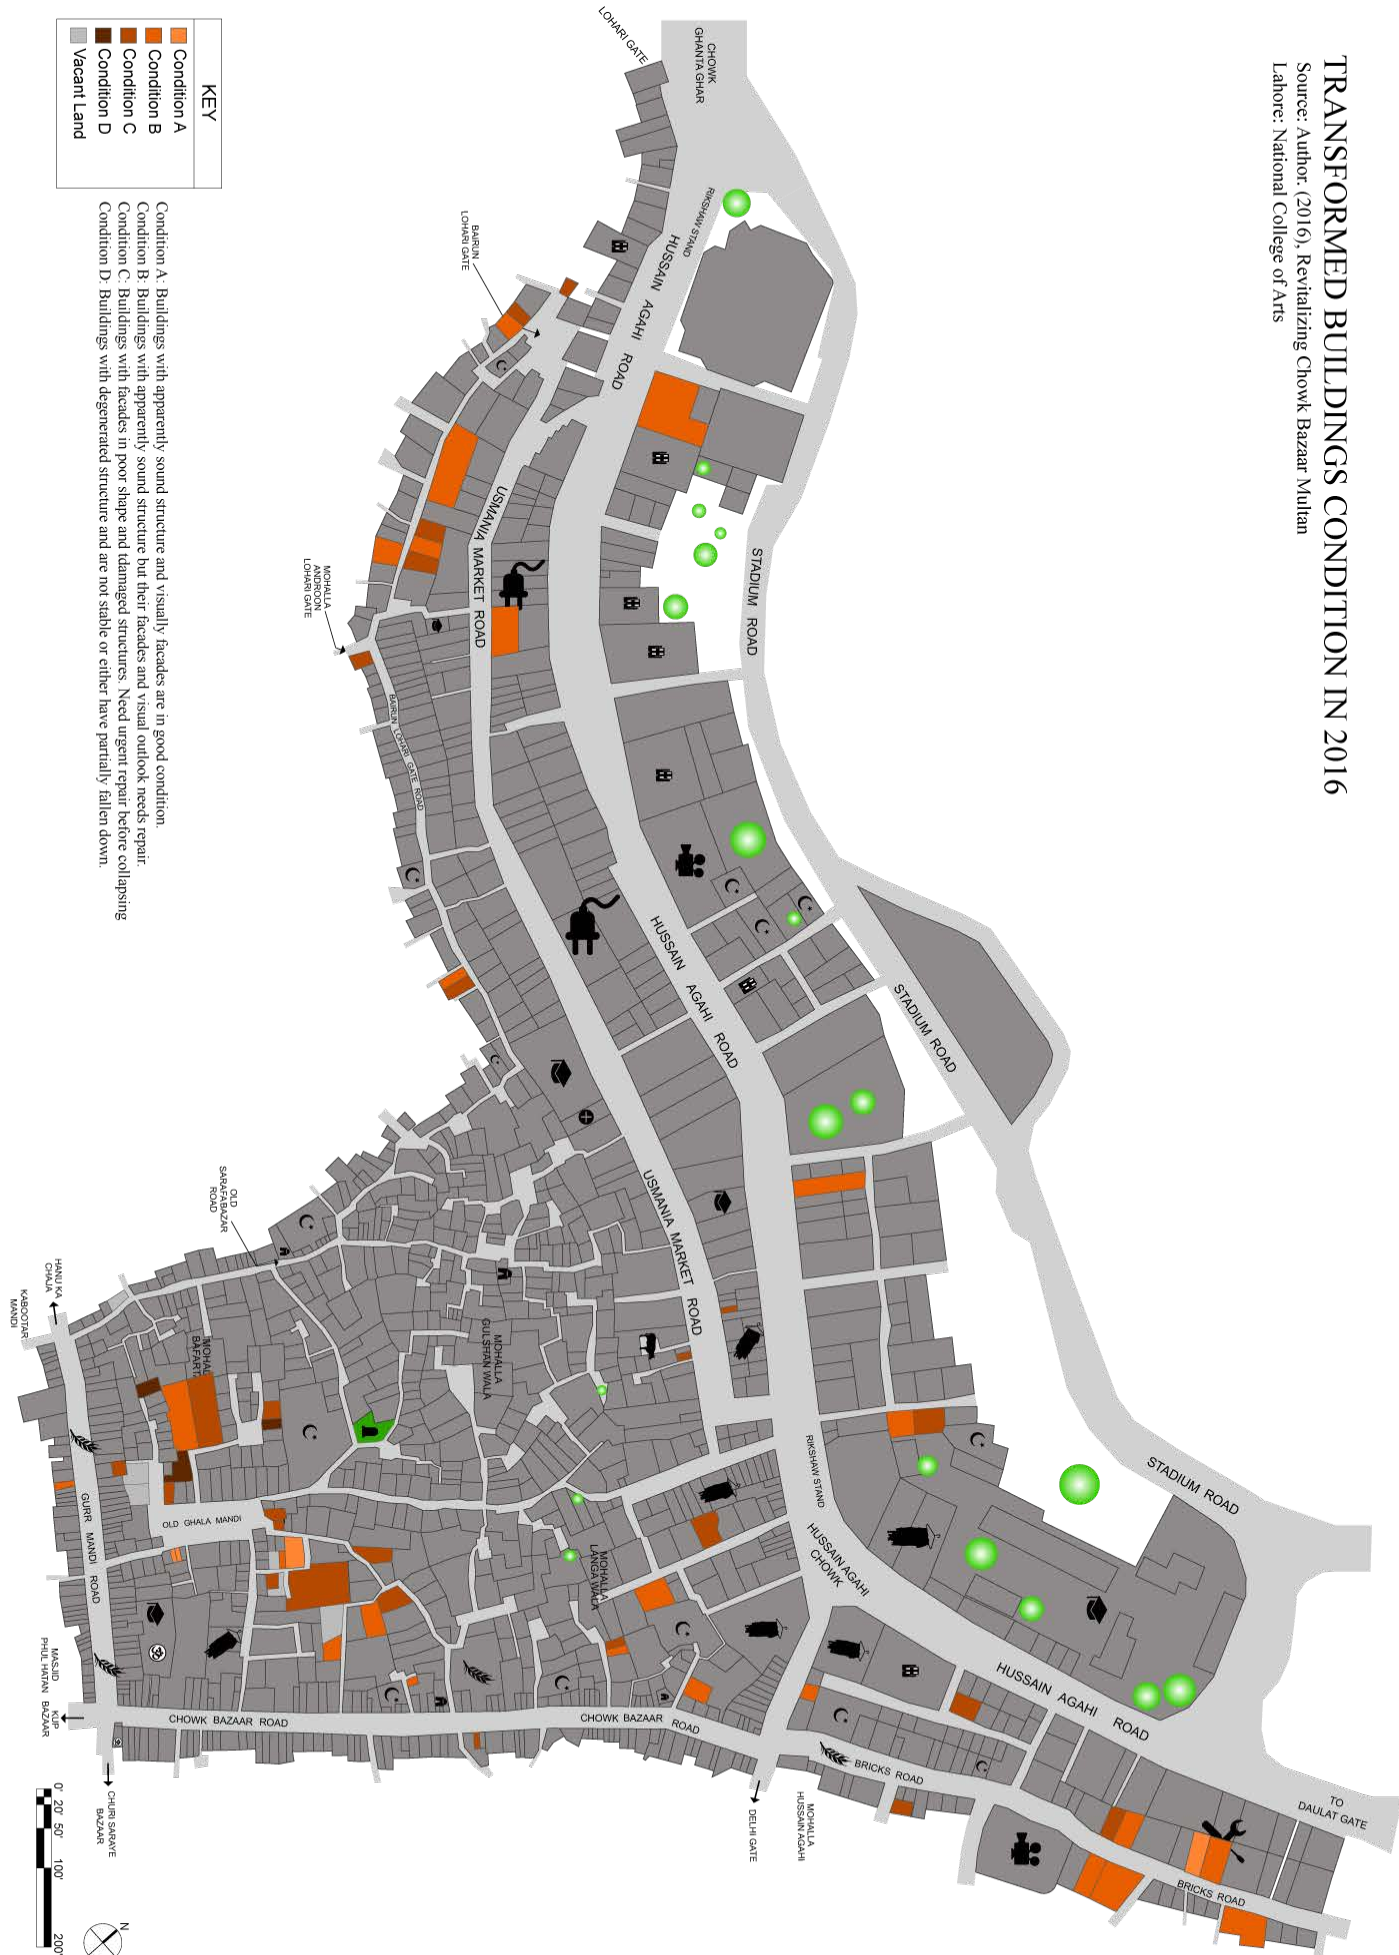 TRANSFORMED BUILDINGS CONDITION IN 2016
Source: Author. (2016), Revitalizing Chowk Bazaar Multan
Lahore: National College of Arts
LOHARI GATE
CHOWK
GHANTA GHAR
RIKSHAW STAND
HUSSAIN AGAHI ROAD
BAIRUN
LOHARI GATE
STADIUM ROAD
USMANIA MARKET ROAD
MOHALLA
ANDROON
LOHARI GATE
BAIRUN LOHARI GATE ROAD
HUSSAIN AGAHI ROAD
STADIUM ROAD
USMANIA MARKET ROAD
OLD
SARAFA BAZAR
ROAD
HANU KA
CHAJA
KABOOTAR
MANDI
MOHALLA
GULSHAN WALA
STADIUM ROAD
RIKSHAW STAND
HUSSAIN AGAHI
CHOWK
OLD GHALA MANDI
GURR MANDI ROAD
MOHALLA
LANGA WALA
HUSSAIN AGAHI ROAD
MASJID
PHUL HATAN
KUP
BAZAAR
CHOWK BAZAAR ROAD
CHOWK BAZAAR ROAD
BRICKS ROAD
CHURI SARAYE
BAZAAR
DELHI GATE
MOHALLA
HUSSAIN AGAHI
TO
DAULAT GATE
BRICKS ROAD
KEY
Condition A
Condition B
Condition C
Condition D
Vacant Land
Condition A: Buildings with apparently sound structure and visually facades are in good condition.
Condition B: Buildings with apparently sound structure but their facades and visual outlook needs repair.
Condition C: Buildings with facades in poor shape and tdamaged structures. Need urgent repair before collapsing
Condition D: Buildings with degenerated structure and are not stable or either have partially fallen down.
0' 20' 50' 100' 200'
N